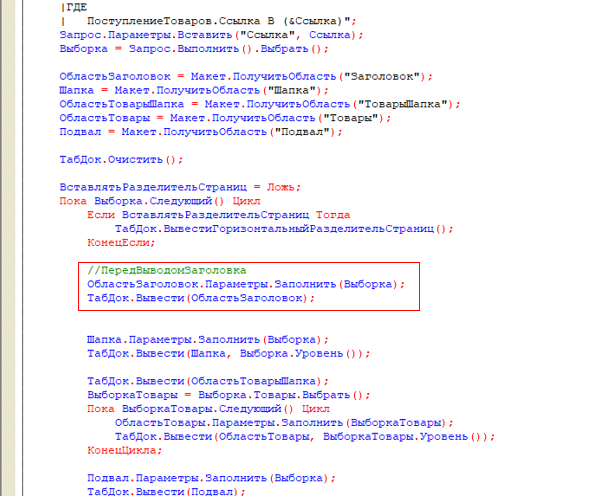 |ГДЕ
|   ПоступлениеТоваров.Ссылка В (&Ссылка)";
Запрос.Параметры.Вставить("Ссылка", Ссылка);
Выборка = Запрос.Выполнить().Выбрать();
ОбластьЗаголовок = Макет.ПолучитьОбласть("Заголовок");
Шапка = Макет.ПолучитьОбласть("Шапка");
ОбластьТоварыШапка = Макет.ПолучитьОбласть("ТоварыШапка");
ОбластьТовары = Макет.ПолучитьОбласть("Товары");
Подвал = Макет.ПолучитьОбласть("Подвал");
ТабДок.Очистить();
ВставлятьРазделительСтраниц = Ложь;
Пока Выборка.Следующий() Цикл
Если ВставлятьРазделительСтраниц Тогда
ТабДок.ВывестиГоризонтальныйРазделительСтраниц();
КонецЕсли;
//ПередВыводомЗаголовка
ОбластьЗаголовок.Параметры.Заполнить(Выборка);
ТабДок.Вывести(ОбластьЗаголовок);
Шапка.Параметры.Заполнить(Выборка);
ТабДок.Вывести(Шапка, Выборка.Уровень());
ТабДок.Вывести(ОбластьТоварыШапка);
ВыборкаТовары = Выборка.Товары.Выбрать();
Пока ВыборкаТовары.Следующий() Цикл
ОбластьТовары.Параметры.Заполнить(ВыборкаТовары);
ТабДок.Вывести(ОбластьТовары, ВыборкаТовары.Уровень());
КонецЦикла;
Подвал.Параметры.Заполнить(Выборка);
ТабДок.Вывести(Подвал);